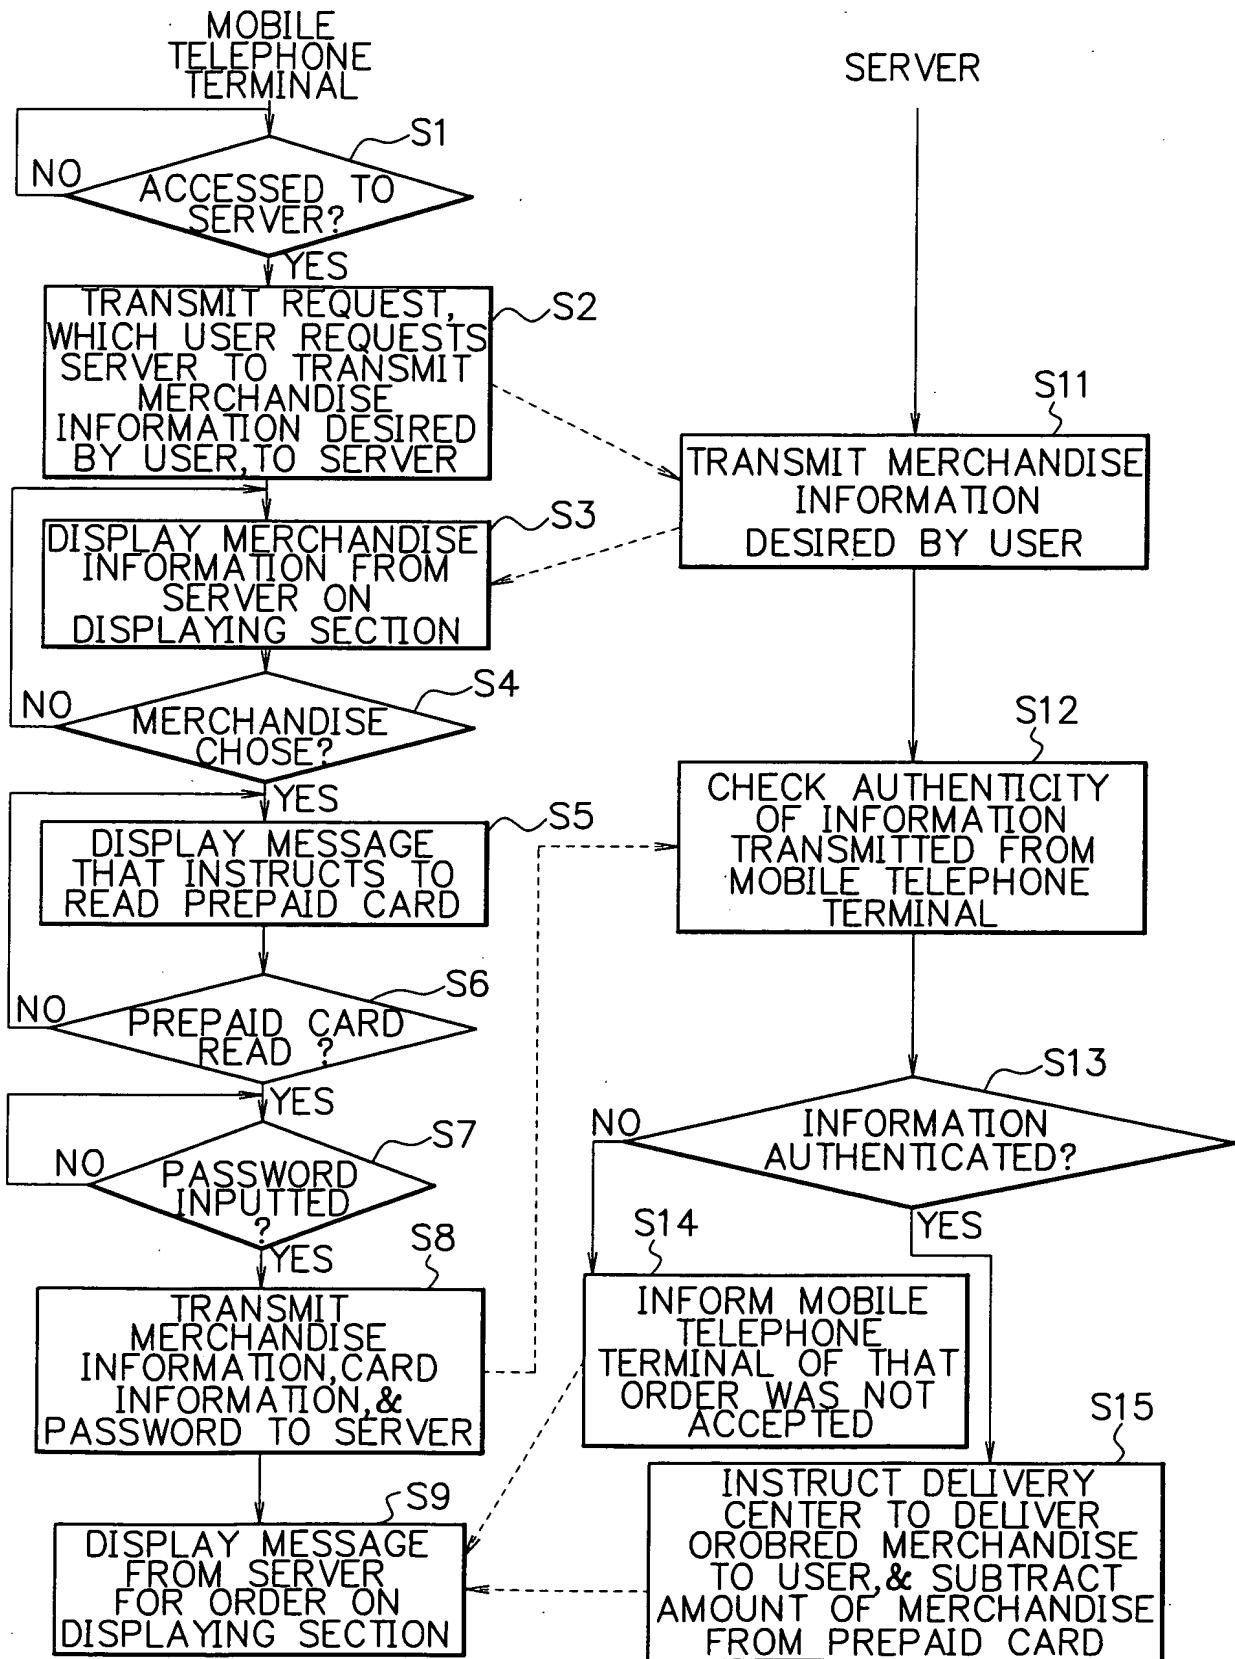 MOBILE
TELEPHONE
TERMINAL
S1
NO
ACCESSED TO
SERVER?
YES
TRANSMIT REQUEST,
WHICH USER REQUESTS
SERVER TO TRANSMIT
MERCHANDISE
INFORMATION DESIRED
BY USER, TO SERVER
S2
DISPLAY MERCHANDISE
INFORMATION FROM
SERVER ON
DISPLAYING SECTION
S3
NO
MERCHANDISE
CHOSE?
S4
YES
DISPLAY MESSAGE
THAT INSTRUCTS TO
READ PREPAID CARD
S5
NO
PREPAID CARD
READ ?
S6
YES
NO
PASSWORD
INPUTTED
?
S7
YES
S8
TRANSMIT
MERCHANDISE
INFORMATION, CARD
INFORMATION, &
PASSWORD TO SERVER
S9
DISPLAY MESSAGE
FROM SERVER
FOR ORDER ON
DISPLAYING SECTION
SERVER
S11
TRANSMIT MERCHANDISE
INFORMATION
DESIRED BY USER
S12
CHECK AUTHENTICITY
OF INFORMATION
TRANSMITTED FROM
MOBILE TELEPHONE
TERMINAL
S13
NO
INFORMATION
AUTHENTICATED?
YES
S14
INFORM MOBILE
TELEPHONE
TERMINAL OF THAT
ORDER WAS NOT
ACCEPTED
S15
INSTRUCT DELIVERY
CENTER TO DELIVER
OROBRED MERCHANDISE
TO USER, & SUBTRACT
AMOUNT OF MERCHANDISE
FROM PREPAID CARD